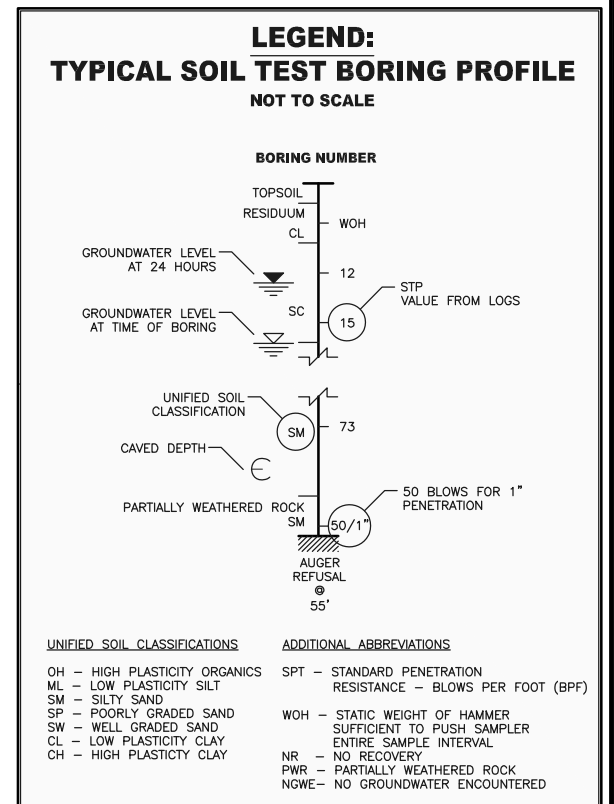 LEGEND:
TYPICAL SOIL TEST BORING PROFILE
NOT TO SCALE
BORING NUMBER
TOPSOIL
RESIDUUM
WOH
CL
GROUNDWATER LEVEL
AT 24 HOURS
12
STP
VALUE FROM LOGS
GROUNDWATER LEVEL
AT TIME OF BORING
SC
15
UNIFIED SOIL
CLASSIFICATION
SM
73
CAVED DEPTH
50 BLOWS FOR 1"
PENETRATION
PARTIALLY WEATHERED ROCK
SM
50/1"
AUGER
REFUSAL
@
55'
UNIFIED SOIL CLASSIFICATIONS
OH – HIGH PLASTICITY ORGANICS
ML – LOW PLASTICITY SILT
SM – SILTY SAND
SP – POORLY GRADED SAND
SW – WELL GRADED SAND
CL – LOW PLASTICITY CLAY
CH – HIGH PLASTICTY CLAY
ADDITIONAL ABBREVIATIONS
SPT – STANDARD PENETRATION
RESISTANCE – BLOWS PER FOOT (BPF)
WOH – STATIC WEIGHT OF HAMMER
SUFFICIENT TO PUSH SAMPLER
ENTIRE SAMPLE INTERVAL
NR – NO RECOVERY
PWR – PARTIALLY WEATHERED ROCK
NGWE– NO GROUNDWATER ENCOUNTERED